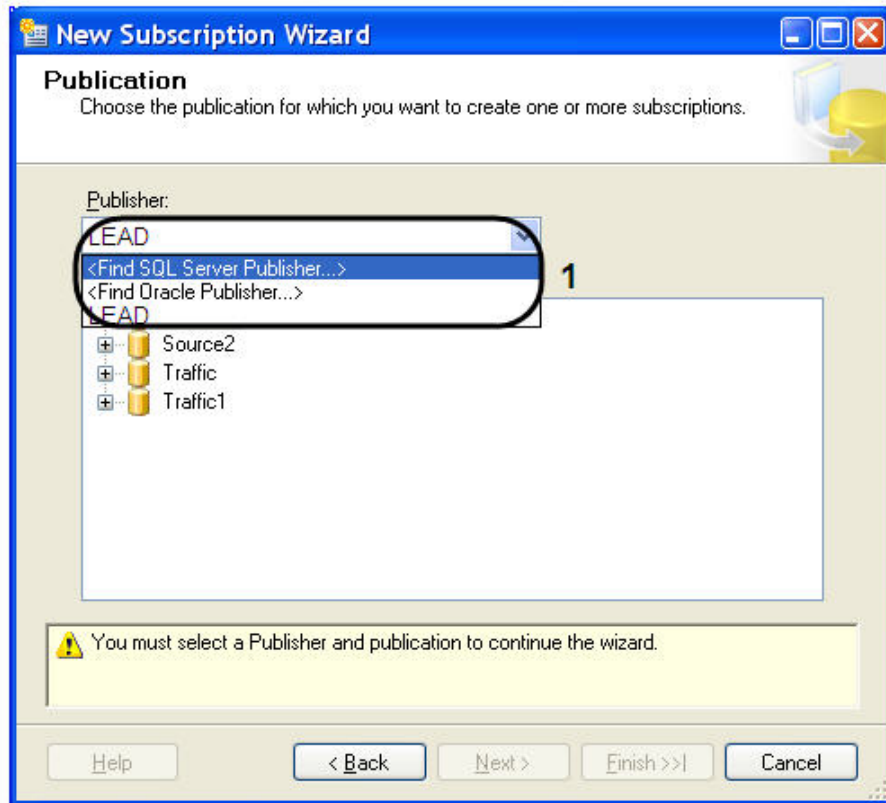 New Subscription Wizard
Publication
Choose the publication for which you want to create one or more subscriptions.
Publisher:
LEAD
<Find SQL Server Publisher...>
1
<Find Oracle Publisher...>
LEAD
Source2
Traffic
Traffic1
You must select a Publisher and publication to continue the wizard.
Help
< Back
Next >
Finish >>|
Cancel